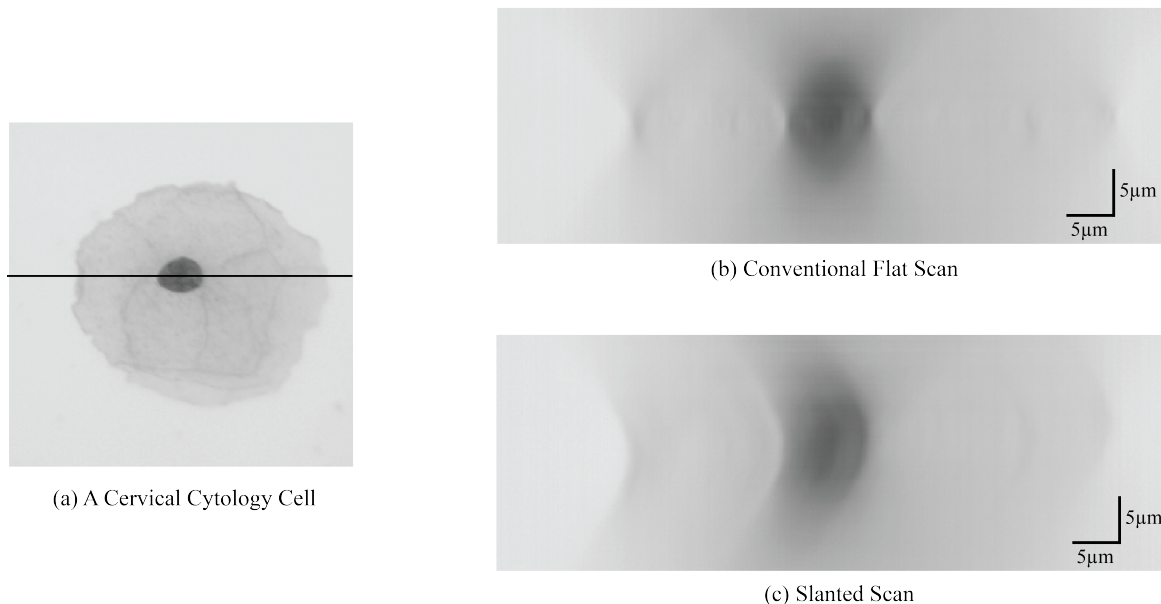 (a) A Cervical Cytology Cell
5µm
5µm
(b) Conventional Flat Scan
5µm
5µm
(c) Slanted Scan